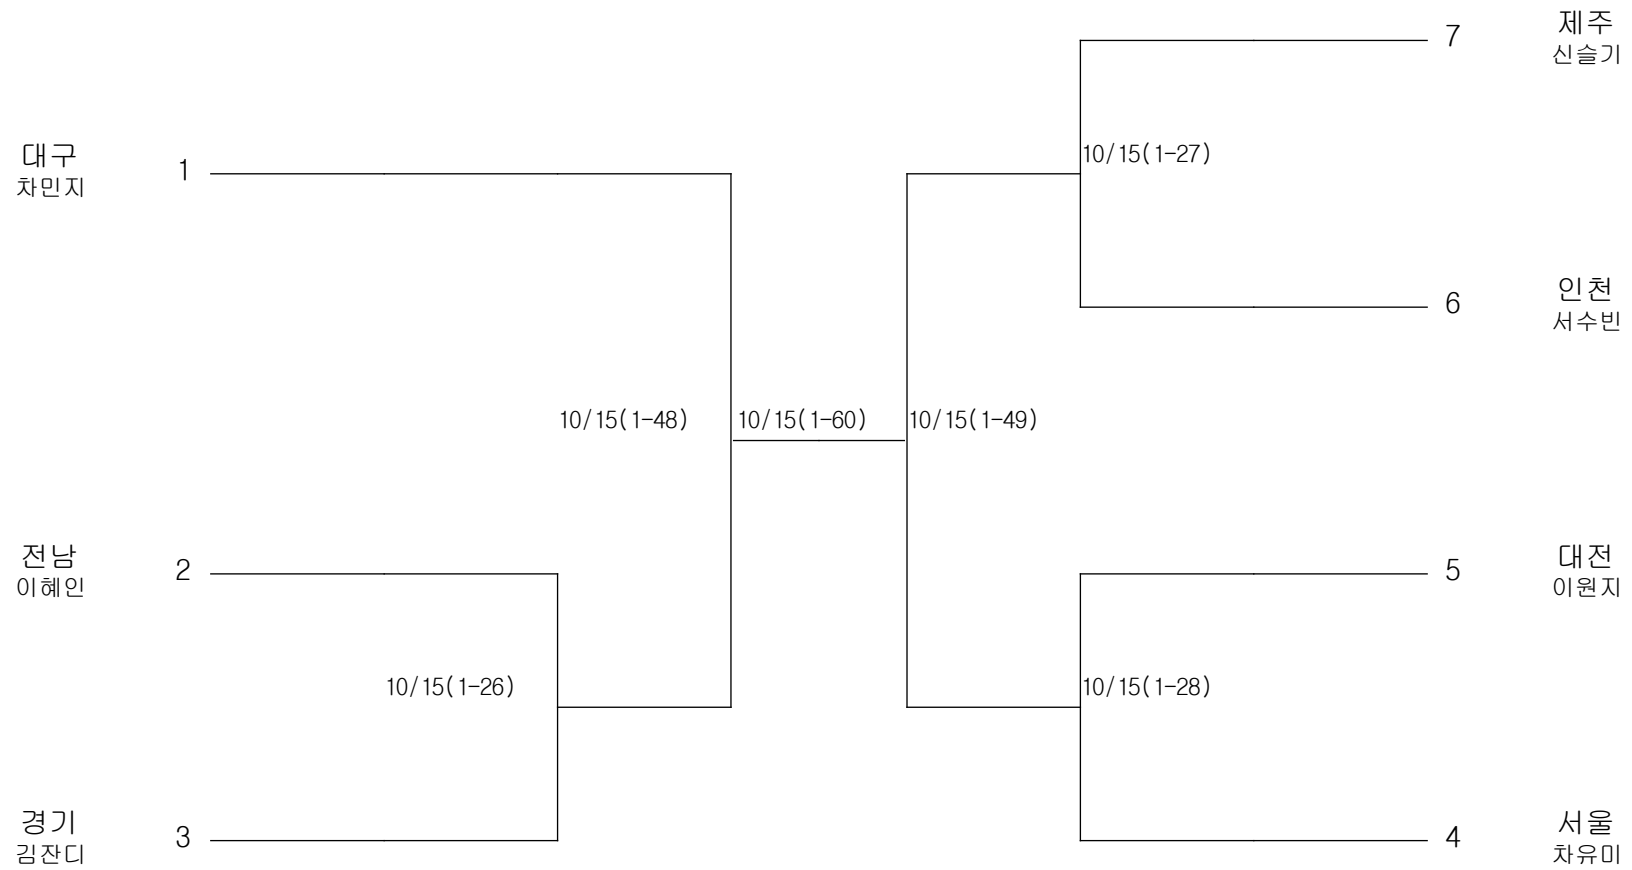 제주
7
신슬기
10/15(1-27)
대구
1
차민지
인천
6
서수빈
10/15(1-48)
10/15(1-60)
10/15(1-49)
전남
2
이혜인
대전
5
이원지
10/15(1-26)
10/15(1-28)
경기
3
김잔디
서울
4
차유미